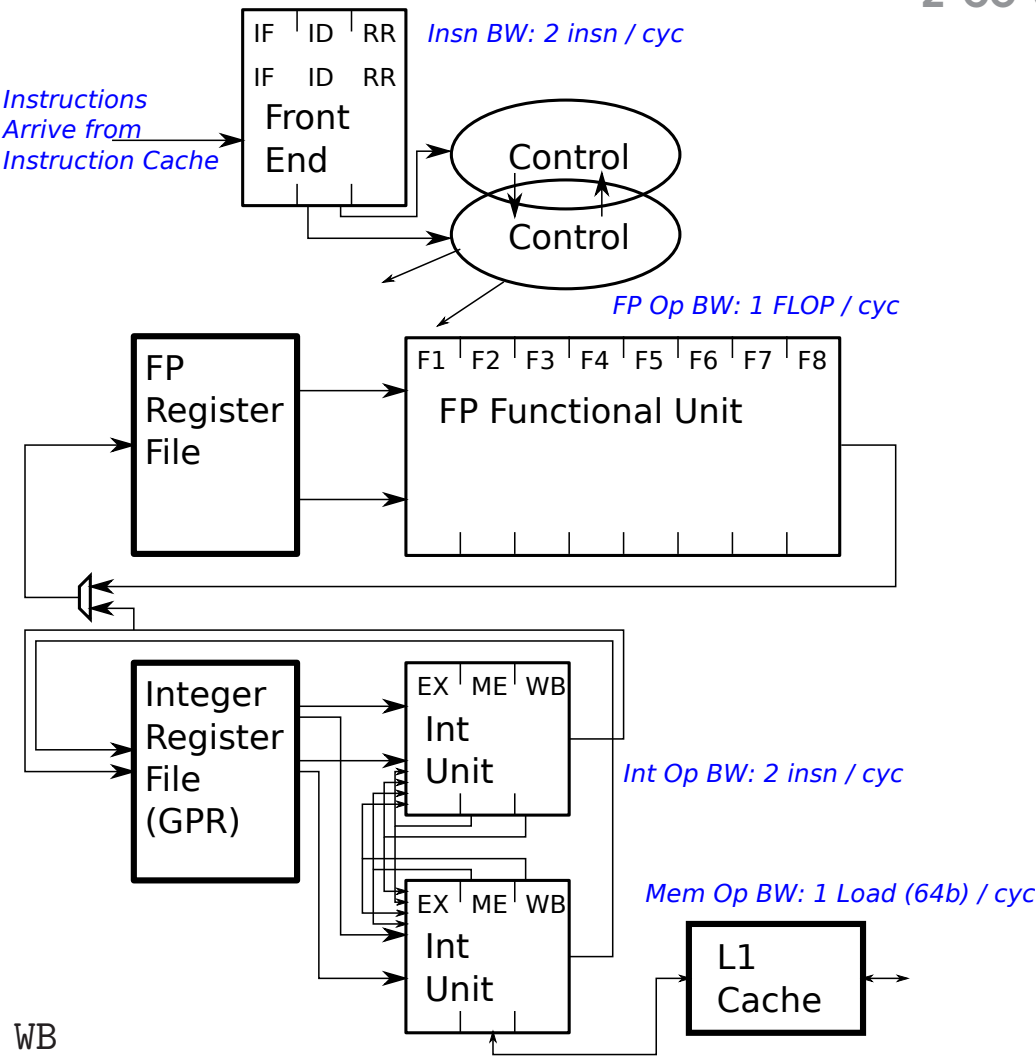 IF ID RR
Insn BW: 2 insn / cyc
IF ID RR
Front
End
Instructions
Arrive from
Instruction Cache
Control
Control
FP Op BW: 1 FLOP / cyc
FP
Register
File
F1 F2 F3 F4 F5 F6 F7 F8
FP Functional Unit
Integer
Register
File
(GPR)
EX ME WB
Int
Unit
Int Op BW: 2 insn / cyc
EX ME WB
Int
Unit
Mem Op BW: 1 Load (64b) / cyc
L1
Cache
WB